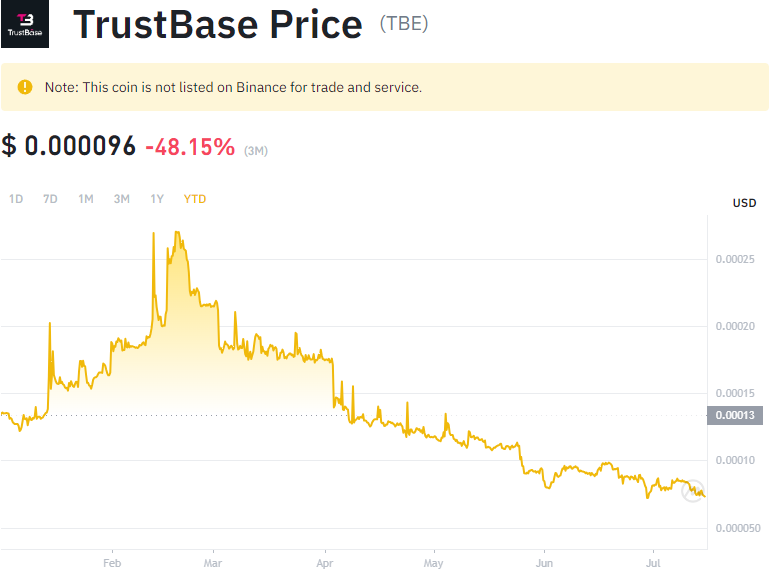 TrustBase Price (TBE)
TrustBase
Note: This coin is not listed on Binance for trade and service.
$ 0.000096 -48.15% (3M)
1D 7D 1M 3M 1Y YTD
USD
0.00025
0.00020
0.00015
0.00013
0.00010
0.000050
Feb Mar Apr May Jun Jul